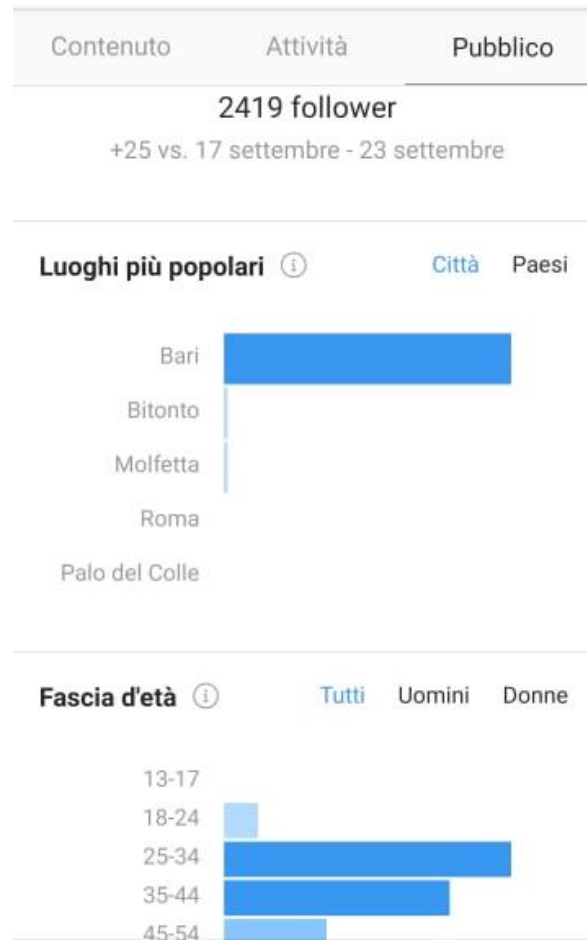 Contenuto Attività Pubblico
2419 follower
+25 vs. 17 settembre - 23 settembre
Luoghi più popolari Città Paesi
Bari
Bitonto
Molfetta
Roma
Palo del Colle
Fascia d'età Tutti Uomini Donne
13-17
18-24
25-34
35-44
45-54